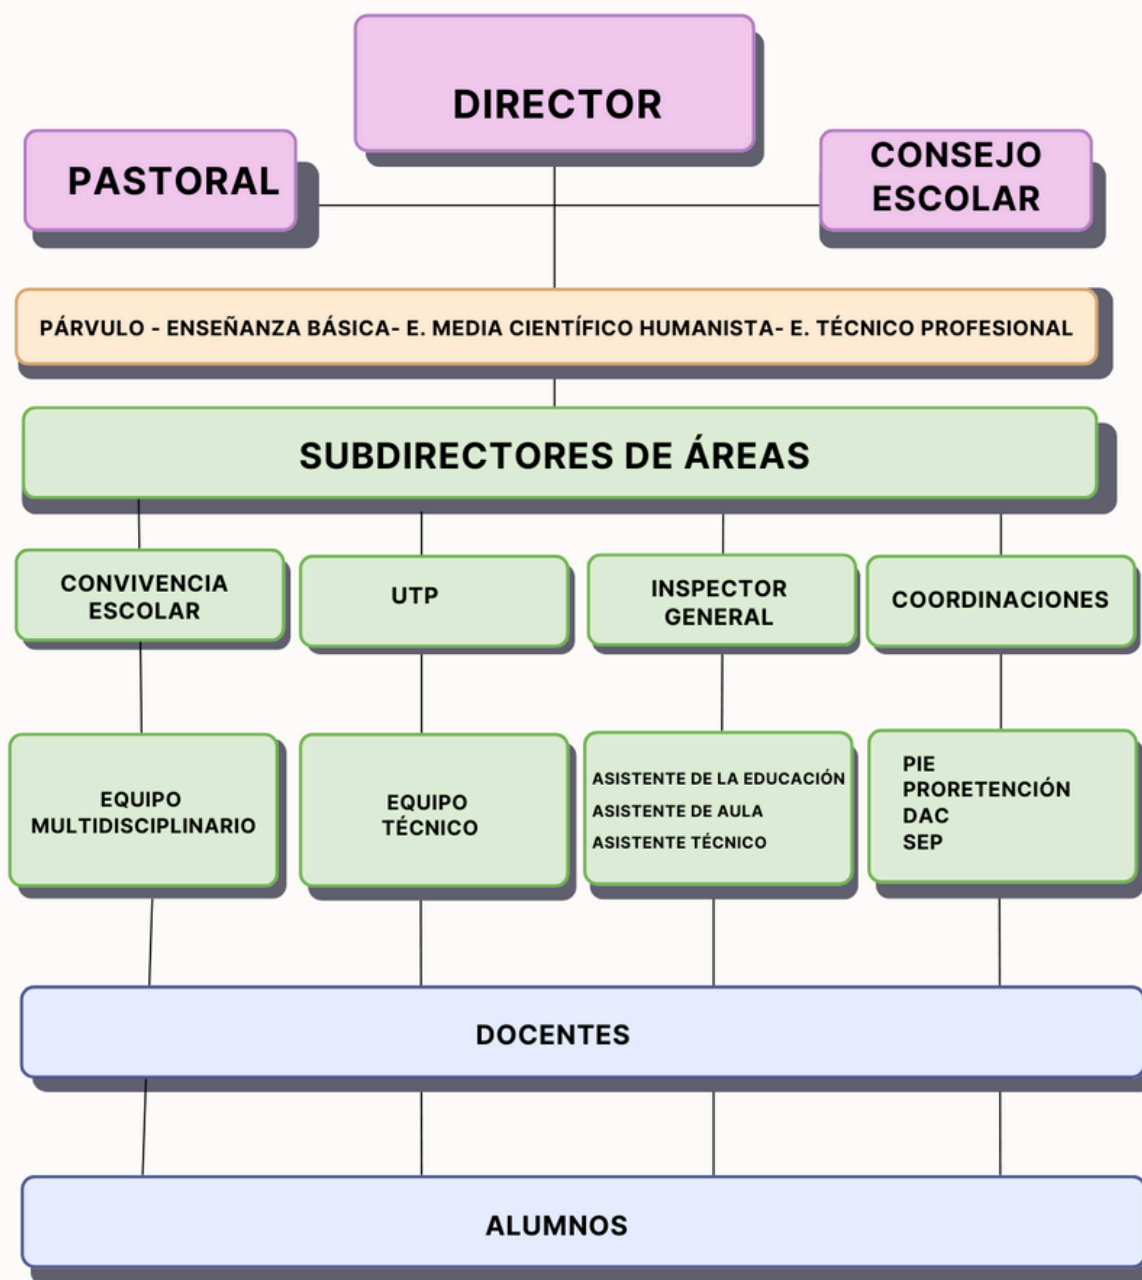 DIRECTOR
PASTORAL
CONSEJO
ESCOLAR
PÁRVULO - ENSEÑANZA BÁSICA- E. MEDIA CIENTÍFICO HUMANISTA- E. TÉCNICO PROFESIONAL
SUBDIRECTORES DE ÁREAS
CONVIVENCIA
ESCOLAR
UTP
INSPECTOR
GENERAL
COORDINACIONES
EQUIPO
MULTIDISCIPLINARIO
EQUIPO
TÉCNICO
ASISTENTE DE LA EDUCACIÓN
ASISTENTE DE AULA
ASISTENTE TÉCNICO
PIE
PRORETENCIÓN
DAC
SEP
DOCENTES
ALUMNOS